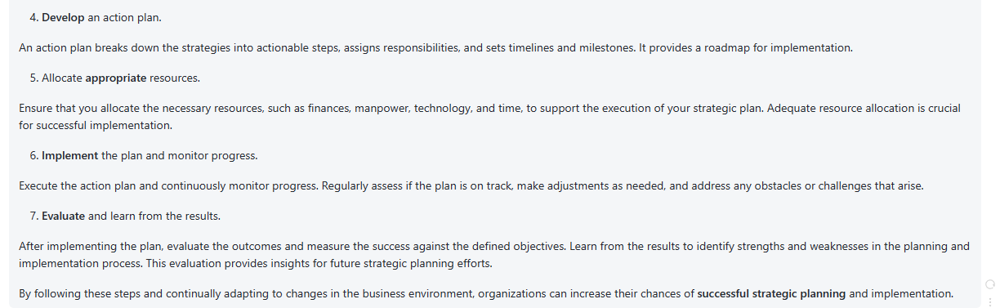 4. Develop an action plan.
An action plan breaks down the strategies into actionable steps, assigns responsibilities, and sets timelines and milestones. It provides a roadmap for implementation.
5. Allocate appropriate resources.
Ensure that you allocate the necessary resources, such as finances, manpower, technology, and time, to support the execution of your strategic plan. Adequate resource allocation is crucial
for successful implementation.
6. Implement the plan and monitor progress.
Execute the action plan and continuously monitor progress. Regularly assess if the plan is on track, make adjustments as needed, and address any obstacles or challenges that arise.
7. Evaluate and learn from the results.
After implementing the plan, evaluate the outcomes and measure the success against the defined objectives. Learn from the results to identify strengths and weaknesses in the planning and
implementation process. This evaluation provides insights for future strategic planning efforts.
By following these steps and continually adapting to changes in the business environment, organizations can increase their chances of successful strategic planning and implementation.